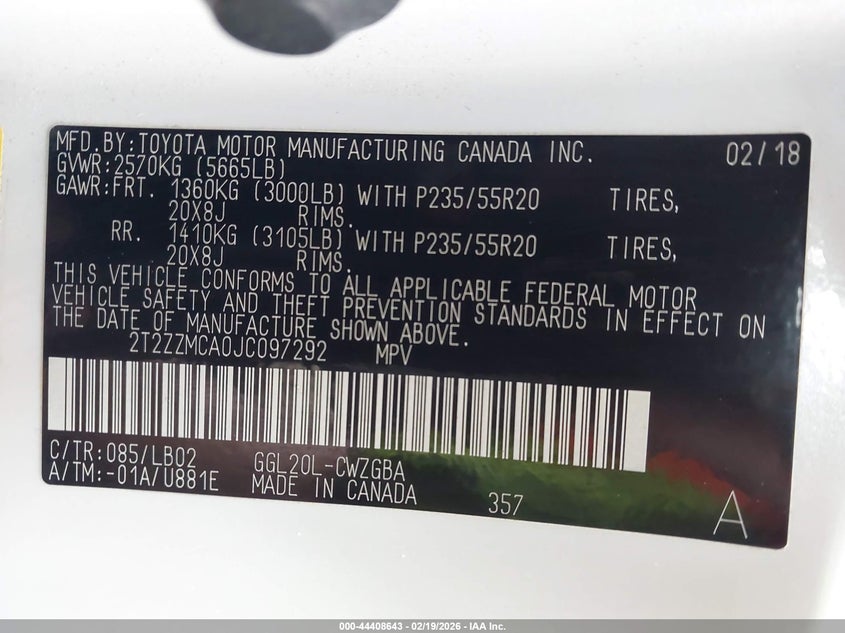 MFD.BY:TOYOTA MOTOR MANUFACTURING CANADA INC. 02/18
GVWR:2570KG (5665LB)
GAWR:FRT. 1360KG (3000LB) WITH P235/55R20 TIRES,
20X8J RIMS.
RR. 1410KG (3105LB) WITH P235/55R20 TIRES,
20X8J RIMS.
THIS VEHICLE CONFORMS TO ALL APPLICABLE FEDERAL MOTOR
VEHICLE SAFETY AND THEFT PREVENTION STANDARDS IN EFFECT ON
THE DATE OF MANUFACTURE SHOWN ABOVE.
2T2ZZMCA0JC097292 MPV
C/TR:085/LB02 GGL20L-CWZGBA
A/TM:-01A/U881E MADE IN CANADA 357 A
000-44408643 - 02/19/2026 - IAA Inc.